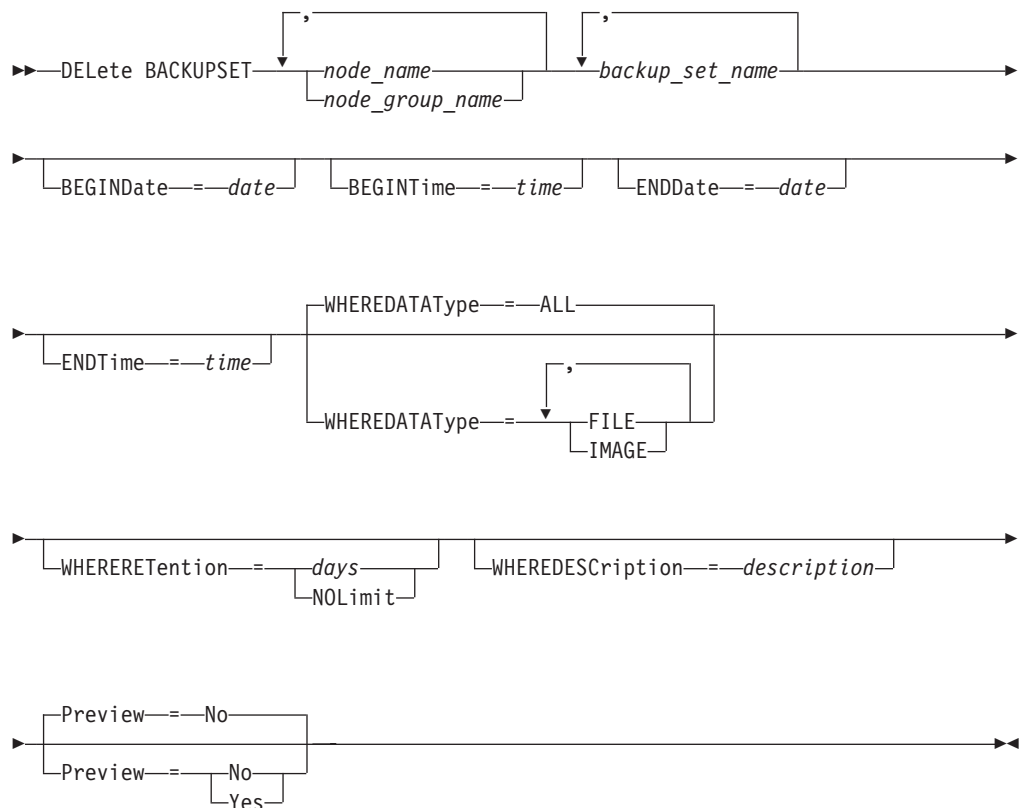 , ,
DELete BACKUPSET node_name backup_set_name
node_group_name
BEGINDate = date BEGINTime = time ENDDate = date
WHEREDATAType = ALL
ENDTime = time
,
WHEREDATAType = FILE
IMAGE
WHERERETention = days WHEREDESCription = description
NOLimit
Preview = No
Preview = No
Yes